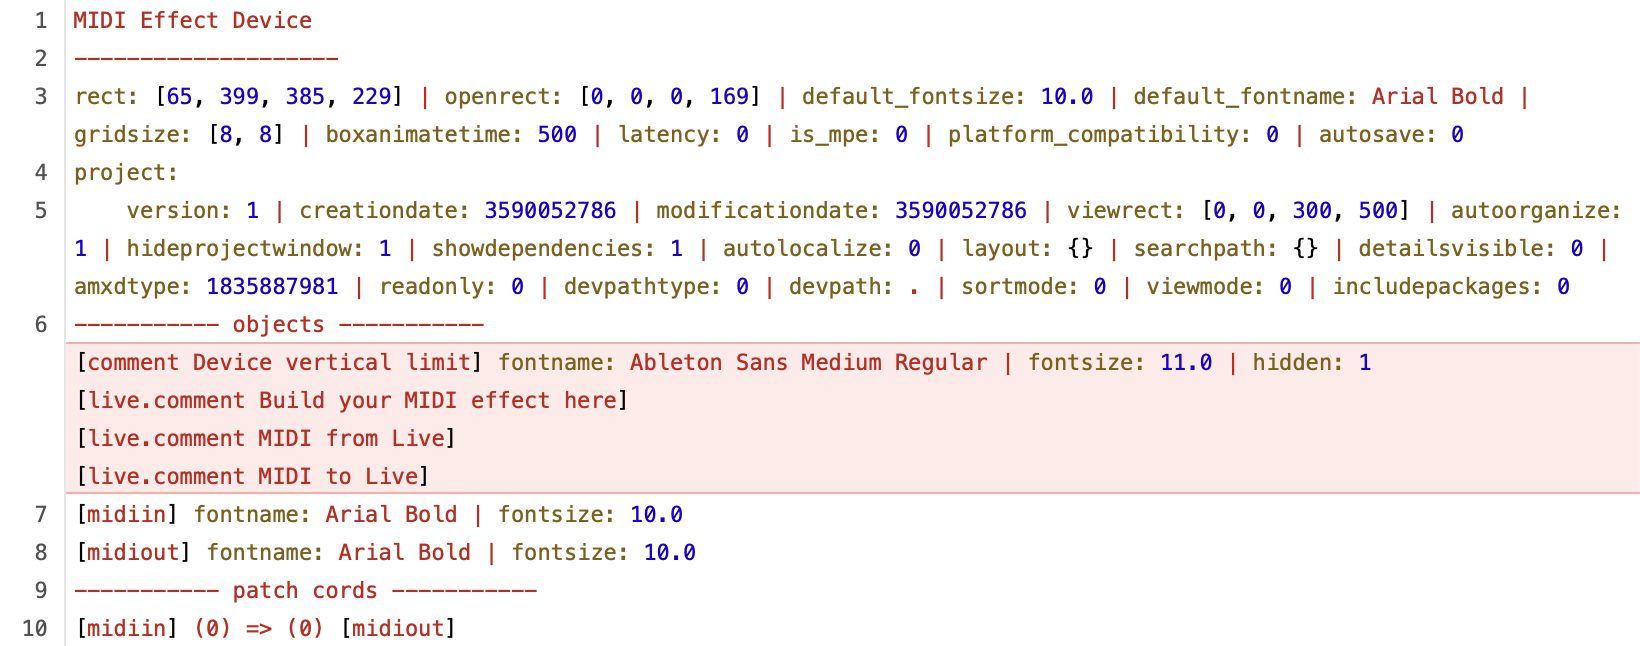 1 MIDI Effect Device
2 --------------------
3 rect: [65, 399, 385, 229] | openrect: [0, 0, 0, 169] | default_fontsize: 10.0 | default_fontname: Arial Bold |
gridsize: [8, 8] | boxanimatetime: 500 | latency: 0 | is_mpe: 0 | platform_compatibility: 0 | autosave: 0
4 project:
5     version: 1 | creationdate: 3590052786 | modificationdate: 3590052786 | viewrect: [0, 0, 300, 500] | autoorganize:
1 | hideprojectwindow: 1 | showdependencies: 1 | autolocalize: 0 | layout: {} | searchpath: {} | detailsvisible: 0 |
amxdtype: 1835887981 | readonly: 0 | devpathtype: 0 | devpath: . | sortmode: 0 | viewmode: 0 | includepackages: 0
6 ----------- objects -----------
[comment Device vertical limit] fontname: Ableton Sans Medium Regular | fontsize: 11.0 | hidden: 1
[live.comment Build your MIDI effect here]
[live.comment MIDI from Live]
[live.comment MIDI to Live]
7 [midiin] fontname: Arial Bold | fontsize: 10.0
8 [midiout] fontname: Arial Bold | fontsize: 10.0
9 ----------- patch cords -----------
10 [midiin] (0) => (0) [midiout]